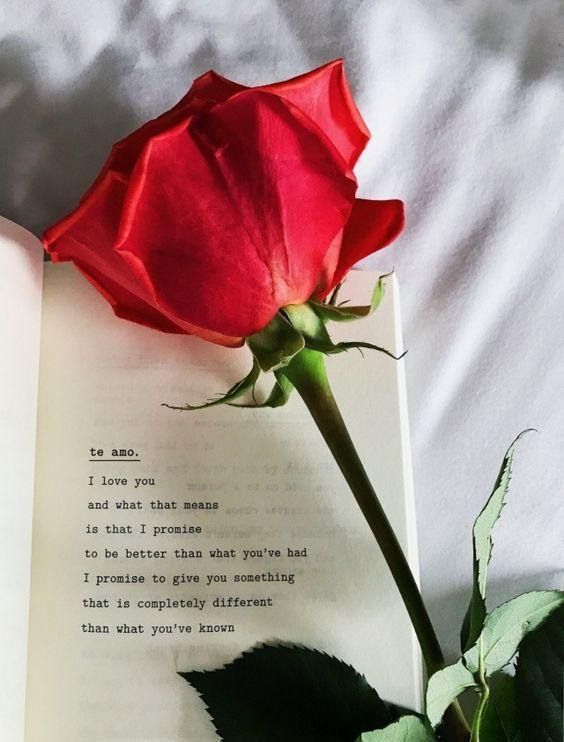 te amo.
I love you
and what that means
is that I promise
to be better than what you've had
I promise to give you something
that is completely different
than what you've known